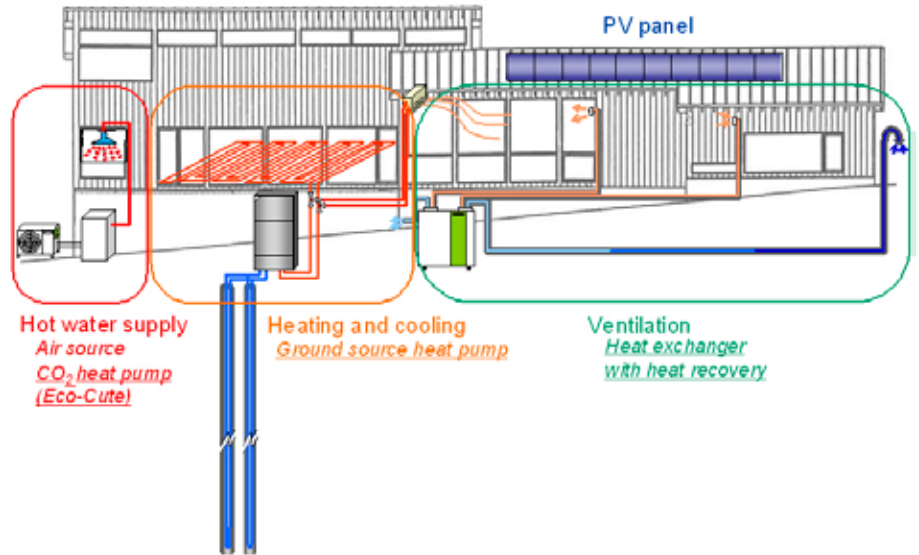 PV panel
Hot water supply
Air source
CO₂ heat pump
(Eco-Cute)
Heating and cooling
Ground source heat pump
Ventilation
Heat exchanger
with heat recovery